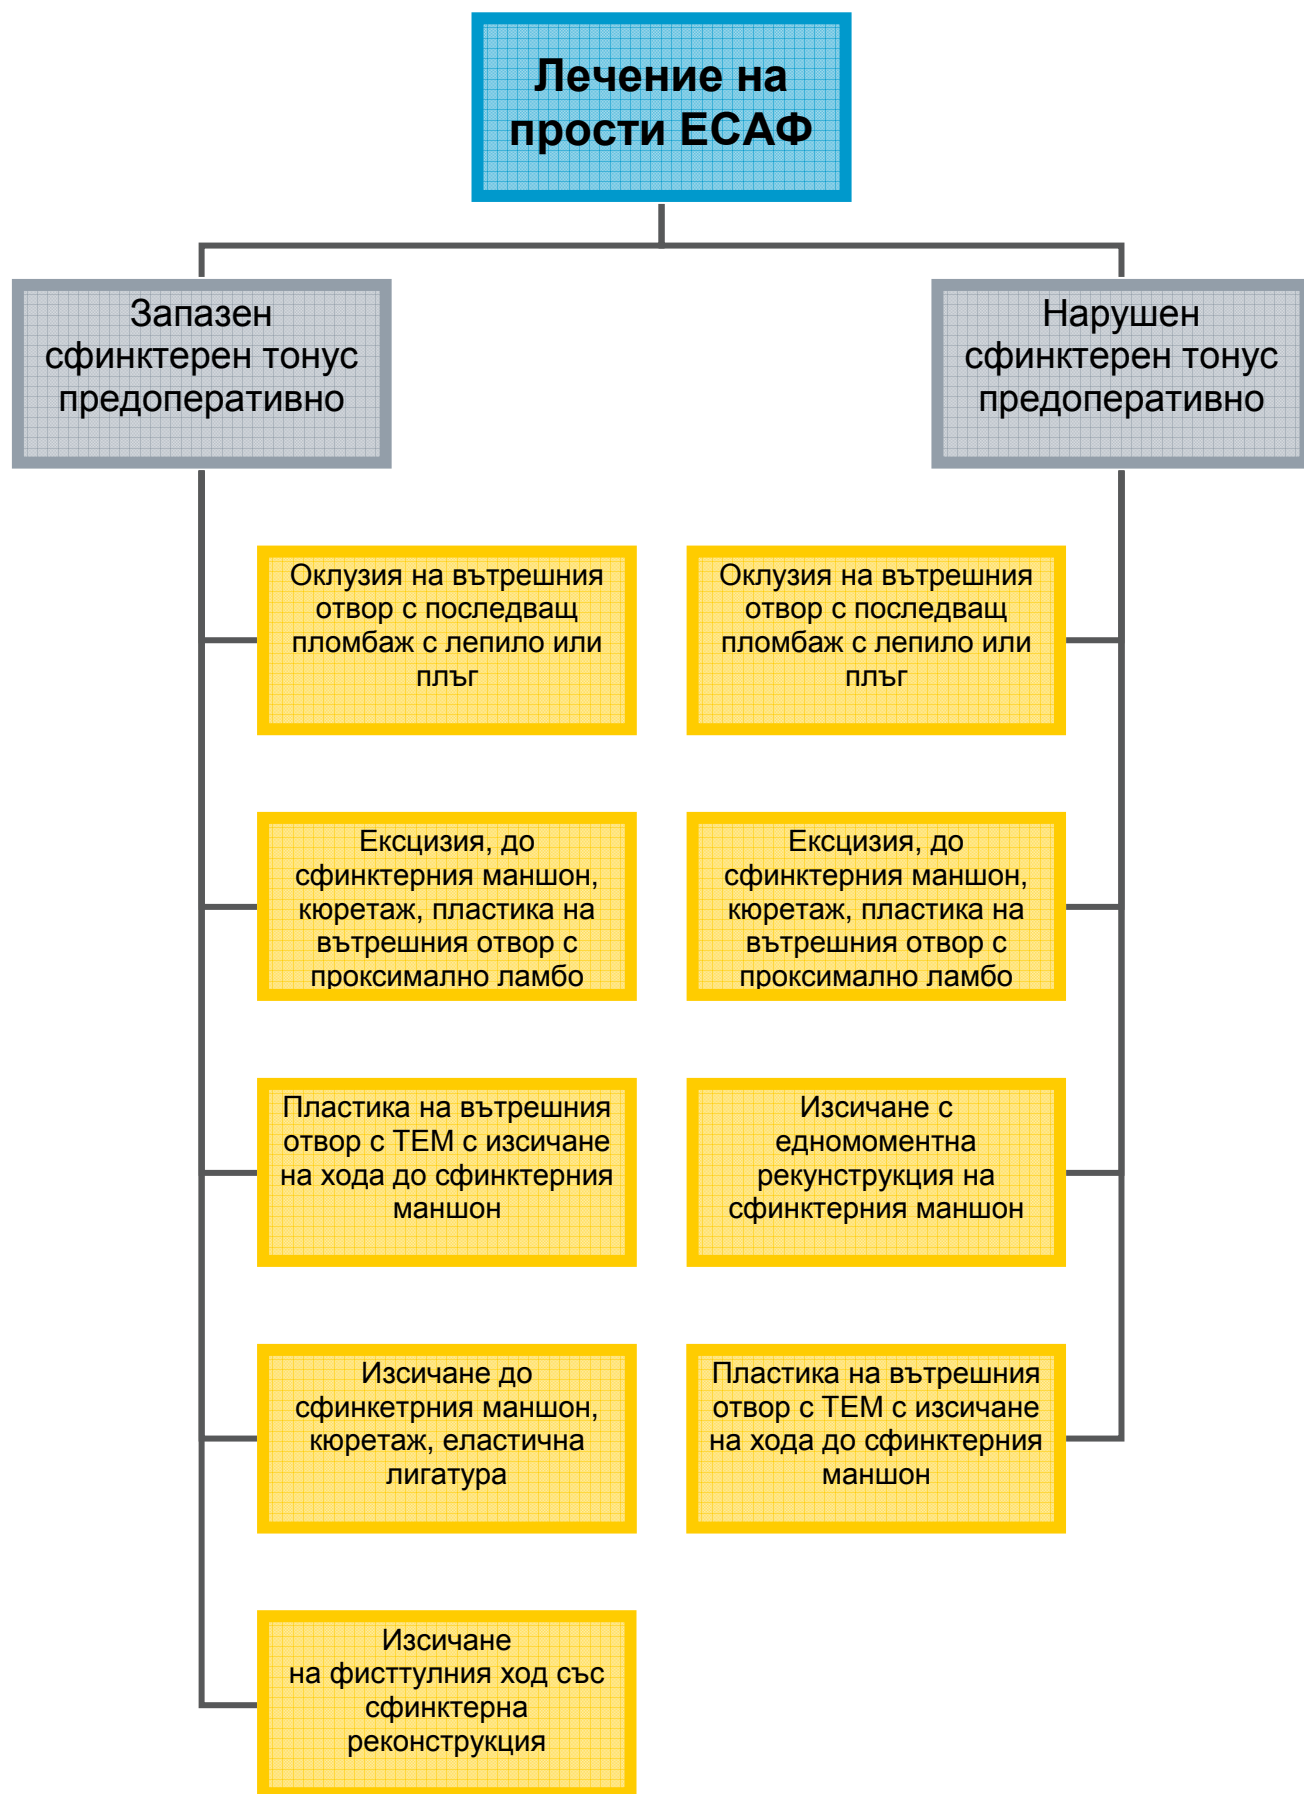 Лечение на
прости ЕСАФ
Запазен
сфинктерен тонус
предоперативно
Нарушен
сфинктерен тонус
предоперативно
Оклузия на вътрешния
отвор с последващ
пломбаж с лепило или
плъг
Оклузия на вътрешния
отвор с последващ
пломбаж с лепило или
плъг
Ексцизия, до
сфинктерния маншон,
кюретаж, пластика на
вътрешния отвор с
проксимално ламбо
Ексцизия, до
сфинктерния маншон,
кюретаж, пластика на
вътрешния отвор с
проксимално ламбо
Пластика на вътрешния
отвор с ТЕМ с изсичане
на хода до сфинктерния
маншон
Изсичане с
едномоментна
рекунструкция на
сфинктерния маншон
Изсичане до
сфинкетрния маншон,
кюретаж, еластична
лигатура
Пластика на вътрешния
отвор с ТЕМ с изсичане
на хода до сфинктерния
маншон
Изсичане
на фисттулния ход със
сфинктерна
реконструкция